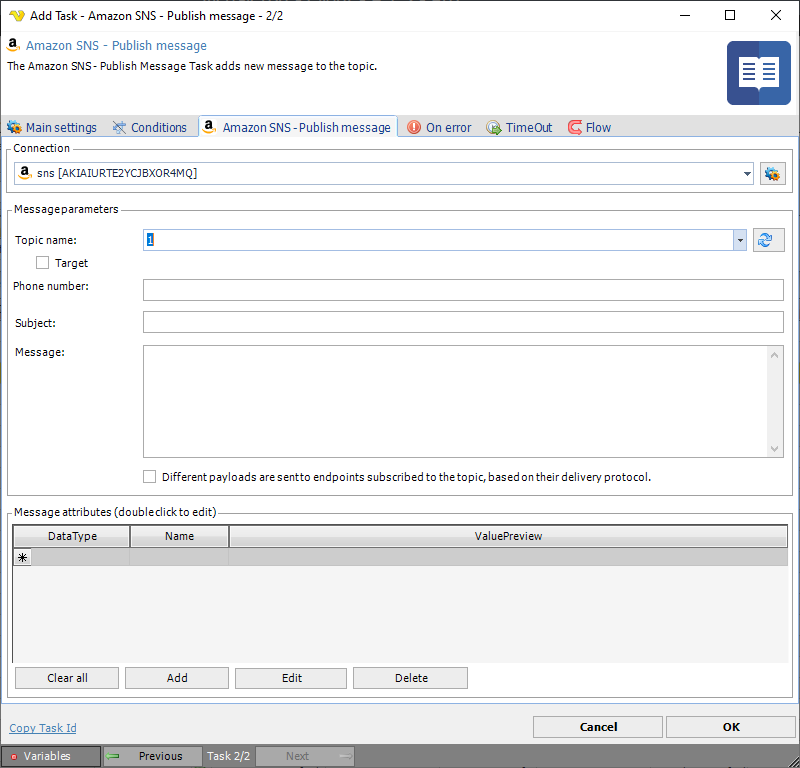 Add Task - Amazon SNS - Publish message - 2/2
Amazon SNS - Publish message
The Amazon SNS - Publish Message Task adds new message to the topic.
Main settings
Conditions
Amazon SNS - Publish message
On error
TimeOut
Flow
Connection
sns [AKIAIURTE2YCJBXOR4MQ]
Message parameters
Topic name:
1
Target
Phone number:
Subject:
Message:
Different payloads are sent to endpoints subscribed to the topic, based on their delivery protocol.
Message attributes (double click to edit)
DataType Name ValuePreview
Clear all Add Edit Delete
Copy Task Id
Cancel OK
Variables Previous Task 2/2 Next